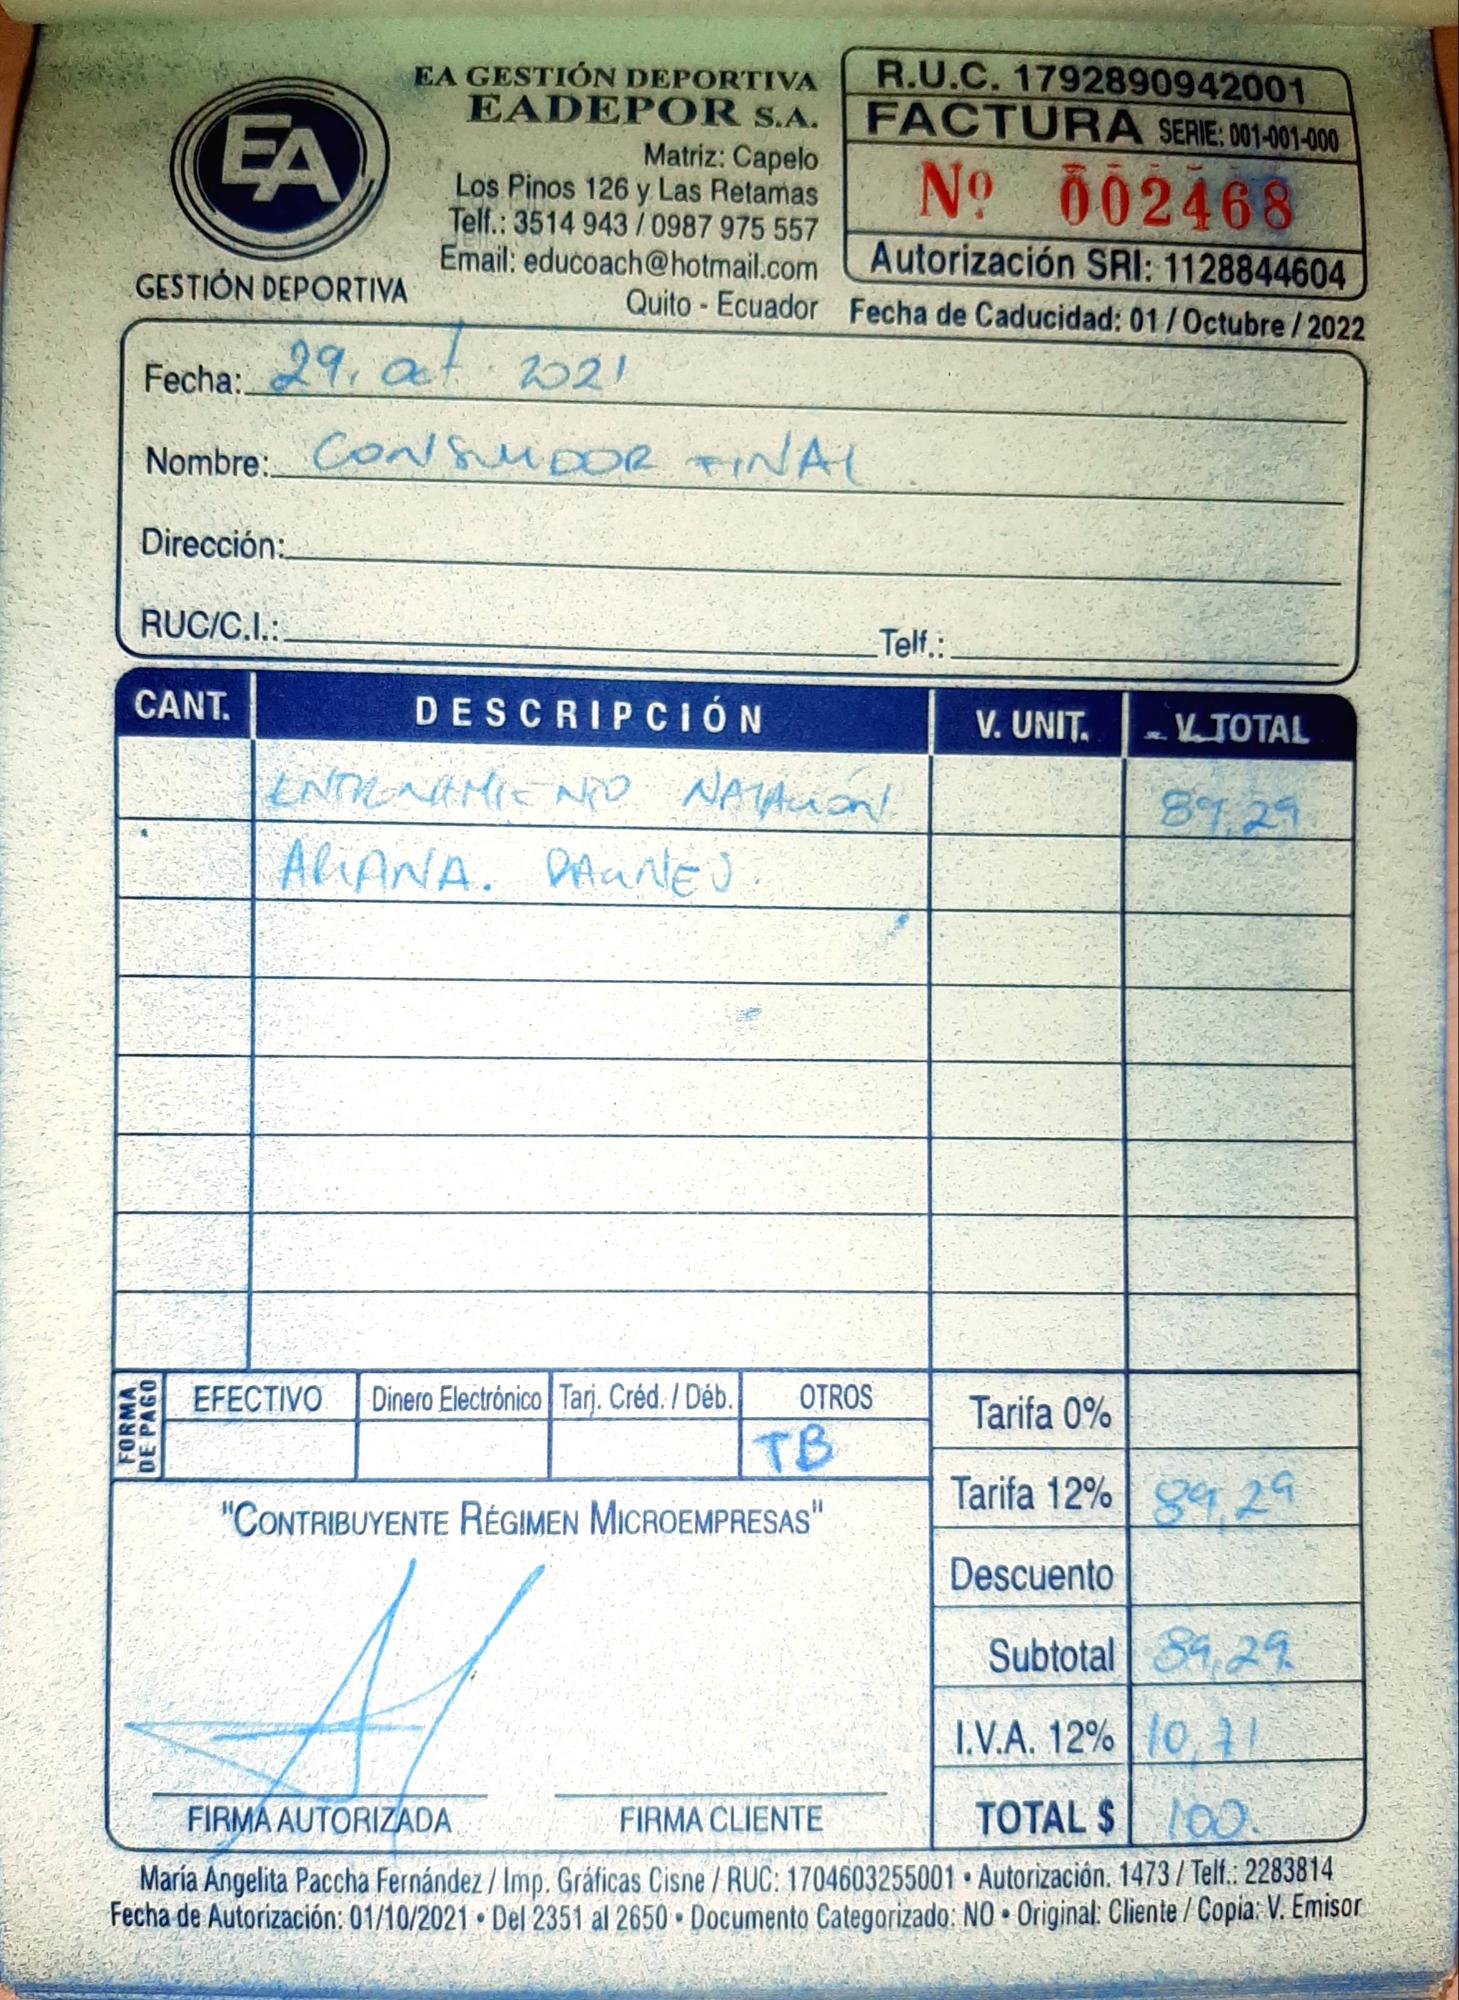 EA
GESTIÓN DEPORTIVA
EA GESTIÓN DEPORTIVA
EADEPOR S.A.
Matriz: Capelo
Los Pinos 126 y Las Retamas
Telf.: 3514 943 / 0987 975 557
Email: educoach@hotmail.com
Quito - Ecuador
R.U.C. 1792890942001
FACTURA SERIE: 001-001-000
Nº 002468
Autorización SRI: 1128844604
Fecha de Caducidad: 01 / Octubre / 2022
Fecha: 29. oct. 2021
Nombre: CONSUMIDOR FINAL
Dirección:
RUC/C.I.: Telf.:
CANT. DESCRIPCIÓN V. UNIT. V. TOTAL
ENTRENAMIENTO NATACIÓN 89,29
ARIANA.
FORMA DE PAGO EFECTIVO Dinero Electrónico Tarj. Créd. / Déb. OTROS
TB
Tarifa 0%
Tarifa 12% 89,29
Descuento
Subtotal 89,29
I.V.A. 12% 10,71
TOTAL $ 100.
"CONTRIBUYENTE RÉGIMEN MICROEMPRESAS"
FIRMA AUTORIZADA FIRMA CLIENTE
María Angelita Paccha Fernández / Imp. Gráficas Cisne / RUC: 1704603255001 • Autorización. 1473 / Telf.: 2283814
Fecha de Autorización: 01/10/2021 • Del 2351 al 2650 • Documento Categorizado: NO • Original: Cliente / Copia: V. Emisor